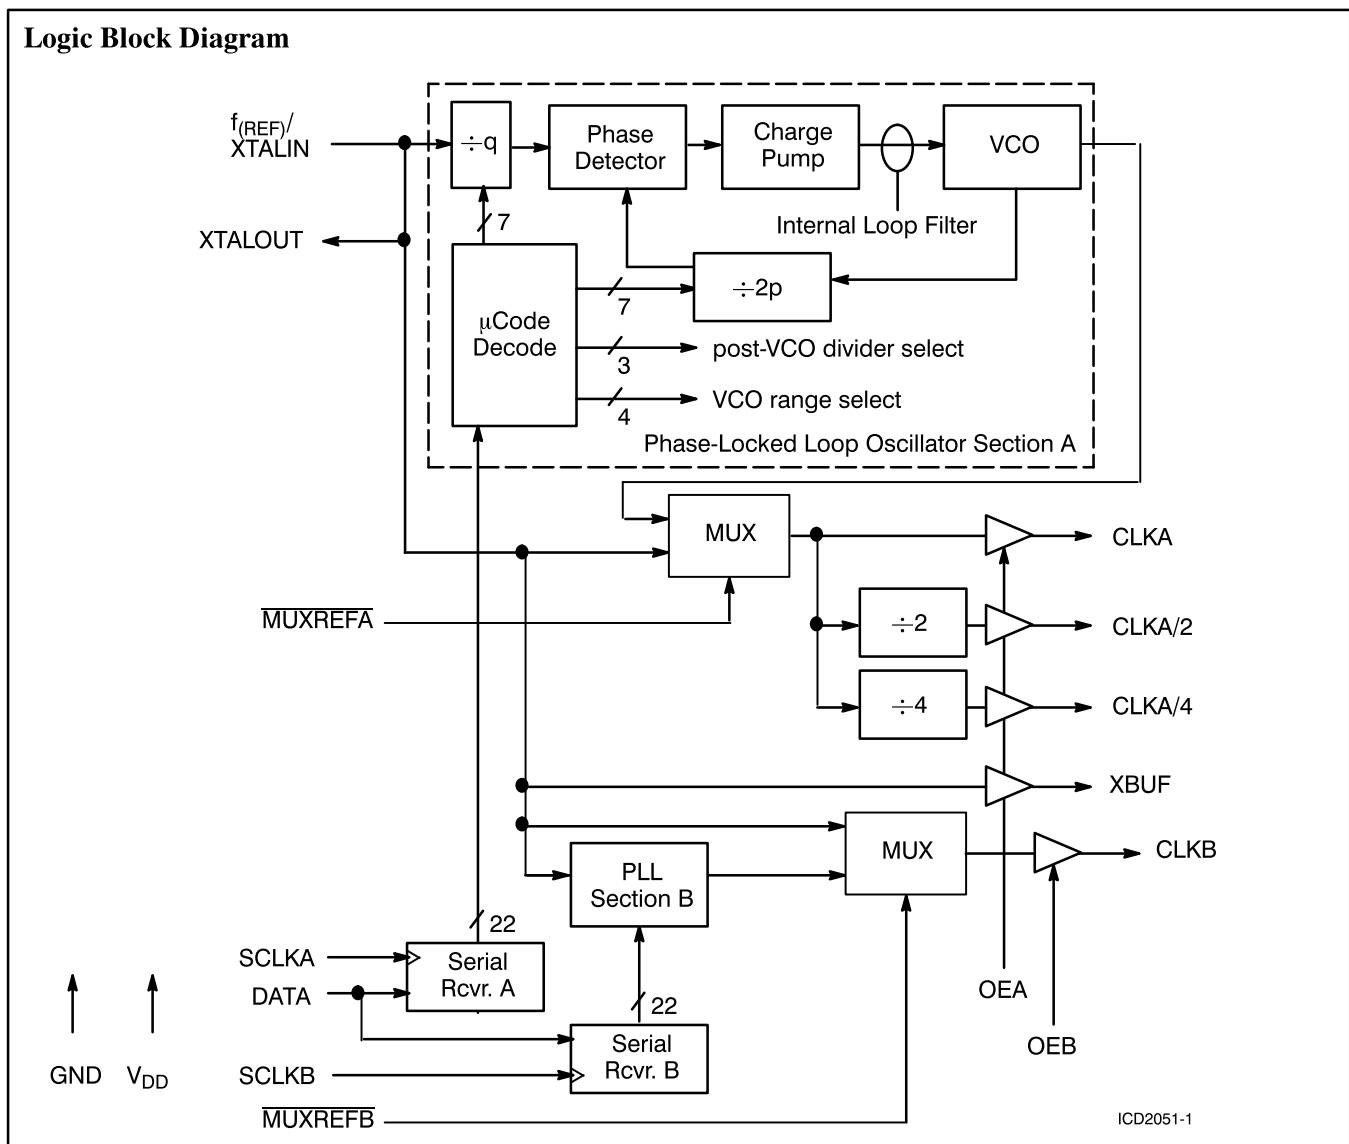 Logic Block Diagram
f(REF)/
XTALIN
÷q
Phase
Detector
Charge
Pump
VCO
7
Internal Loop Filter
XTALOUT
÷2p
7
μCode
Decode
post-VCO divider select
3
VCO range select
4
Phase-Locked Loop Oscillator Section A
MUX
CLKA
MUXREFA
÷2
CLKA/2
÷4
CLKA/4
XBUF
MUX
CLKB
PLL
Section B
22
SCLKA
Serial
Rcvr. A
DATA
OEA
22
OEB
Serial
Rcvr. B
GND
VDD
SCLKB
MUXREFB
ICD2051-1